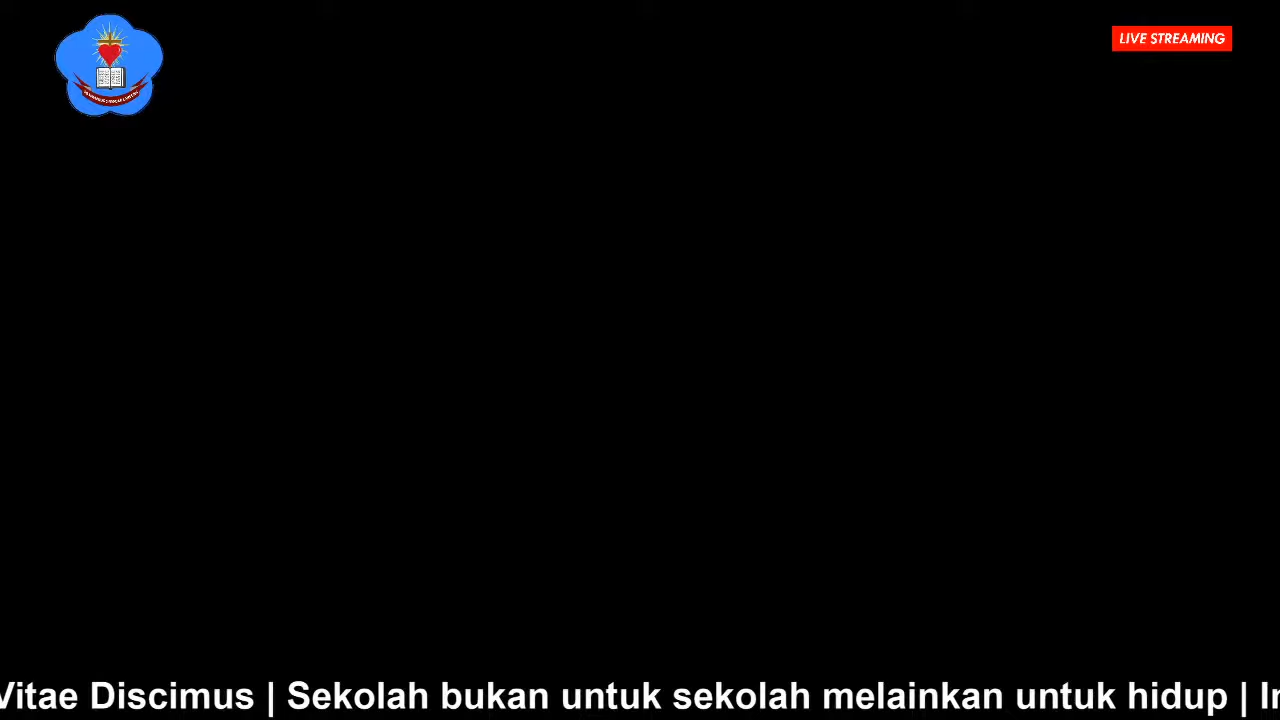 LIVE STREAMING
Vitae Discimus | Sekolah bukan untuk sekolah melainkan untuk hidup |